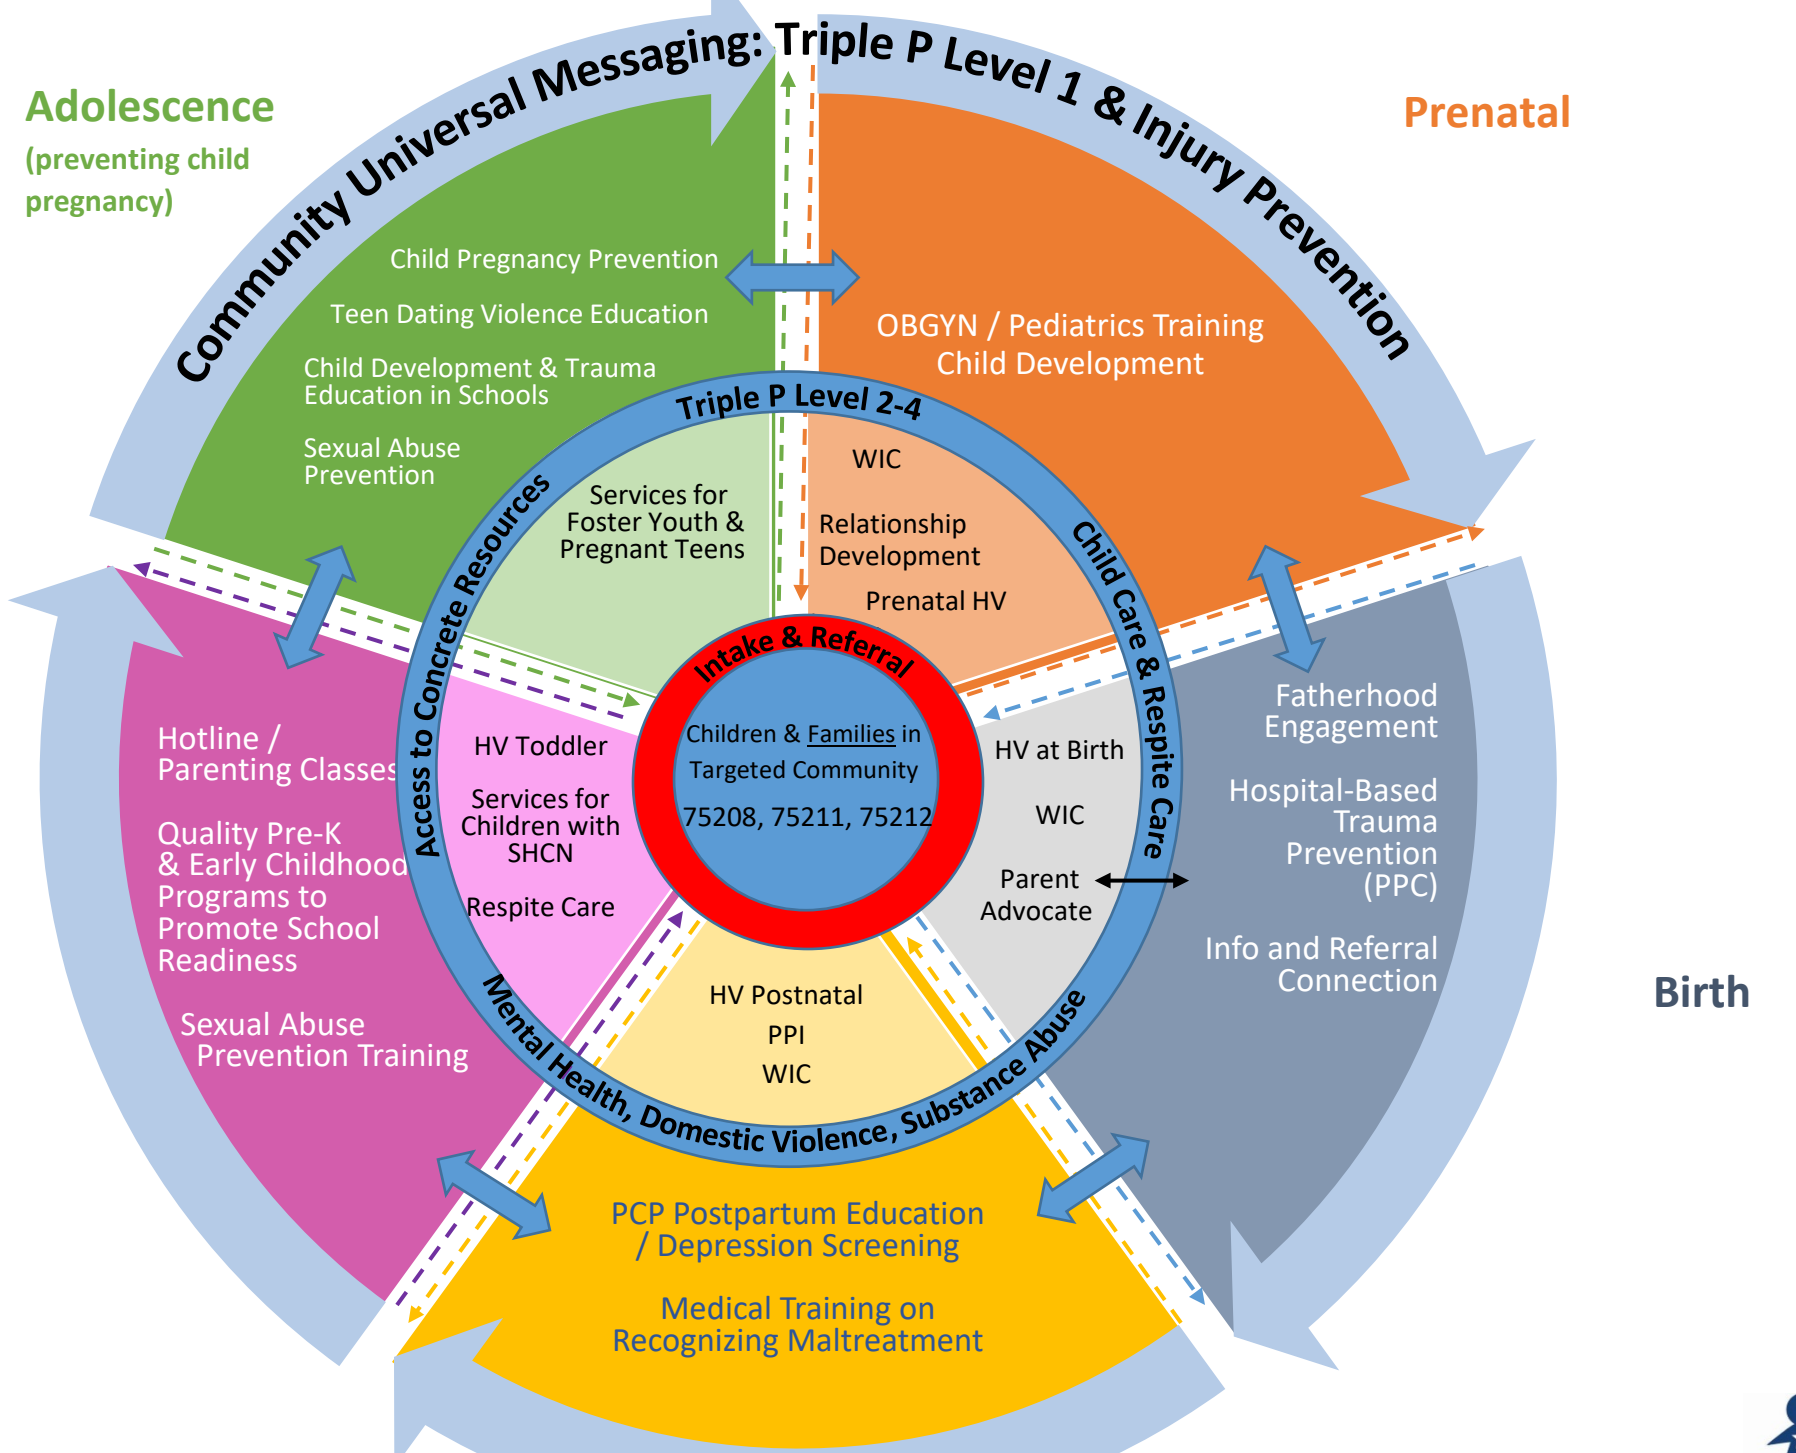 Community Universal Messaging: Triple P Level 1 & Injury Prevention
Adolescence
(preventing child
pregnancy)
Prenatal
Child Pregnancy Prevention
Teen Dating Violence Education
Child Development & Trauma
Education in Schools
Sexual Abuse
Prevention
OBGYN / Pediatrics Training
Child Development
Triple P Level 2-4
Services for
Foster Youth &
Pregnant Teens
WIC
Relationship
Development
Prenatal HV
Access to Concrete Resources
Child Care & Respite Care
Intake & Referral
Children & Families in
Targeted Community
75208, 75211, 75212
Hotline /
Parenting Classes
Quality Pre-K
& Early Childhood
Programs to
Promote School
Readiness
Sexual Abuse
Prevention Training
HV Toddler
Services for
Children with
SHCN
Respite Care
HV at Birth
WIC
Parent
Advocate
Fatherhood
Engagement
Hospital-Based
Trauma
Prevention
(PPC)
Info and Referral
Connection
Birth
HV Postnatal
PPI
WIC
Mental Health, Domestic Violence, Substance Abuse
PCP Postpartum Education
/ Depression Screening
Medical Training on
Recognizing Maltreatment